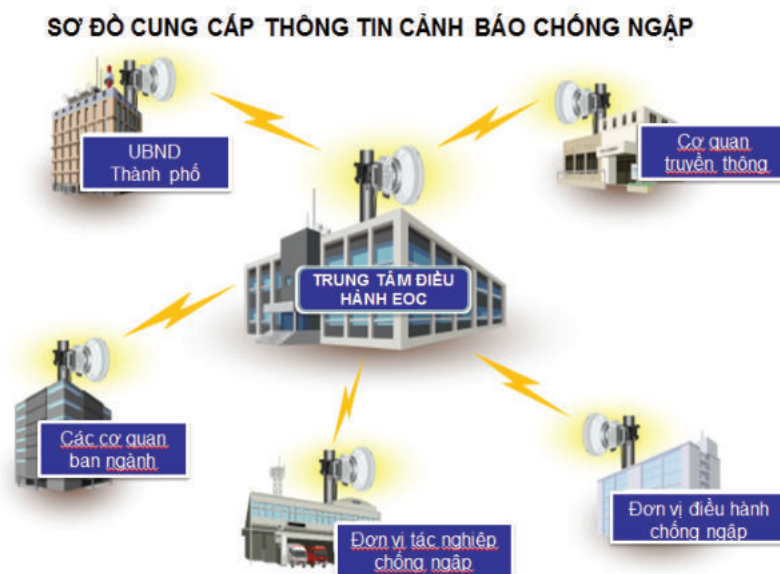 SƠ ĐỒ CUNG CẤP THÔNG TIN CẢNH BÁO CHỐNG NGẬP
UBND
Thành phố
Cơ quan
truyền thông
TRUNG TÂM ĐIỀU
HÀNH EOC
Các cơ quan
ban ngành
Đơn vị tác nghiệp
chống ngập
Đơn vị điều hành
chống ngập